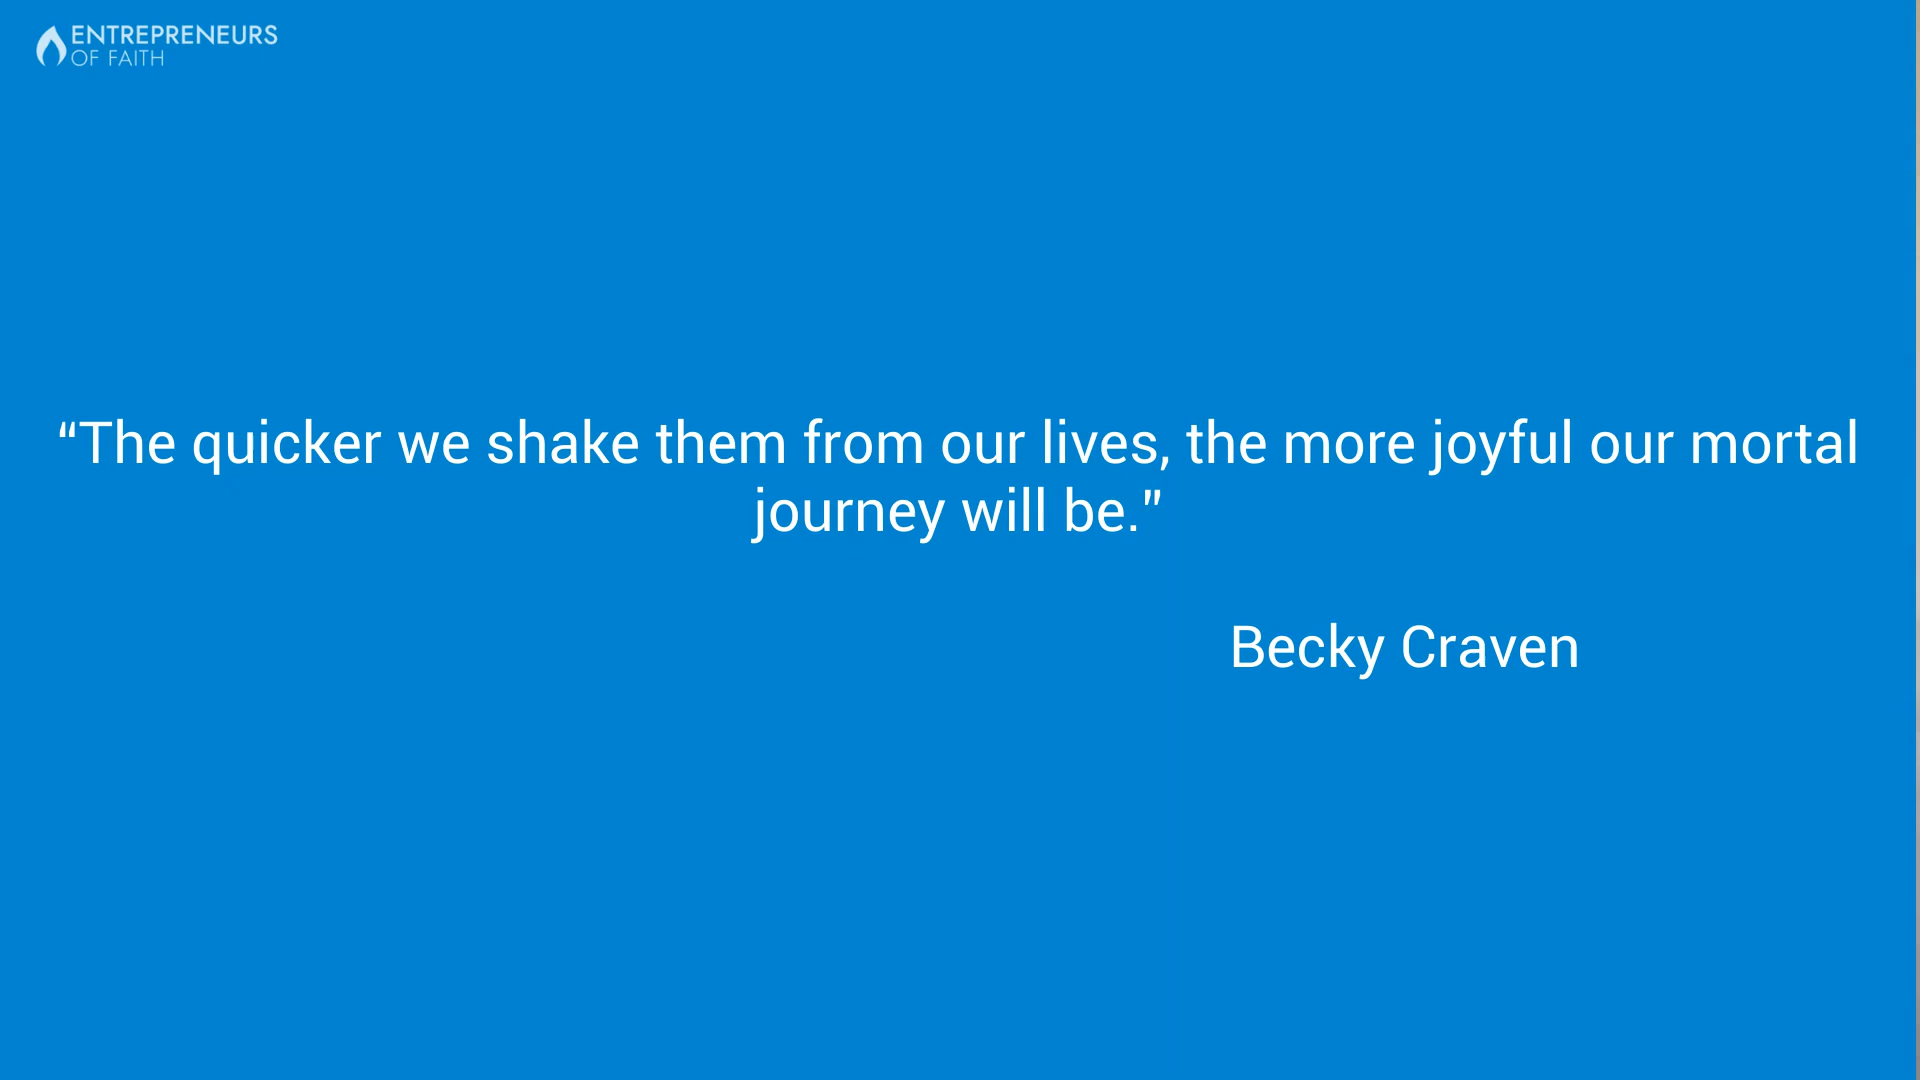 ENTREPRENEURS
OF FAITH
“The quicker we shake them from our lives, the more joyful our mortal
journey will be.”
Becky Craven